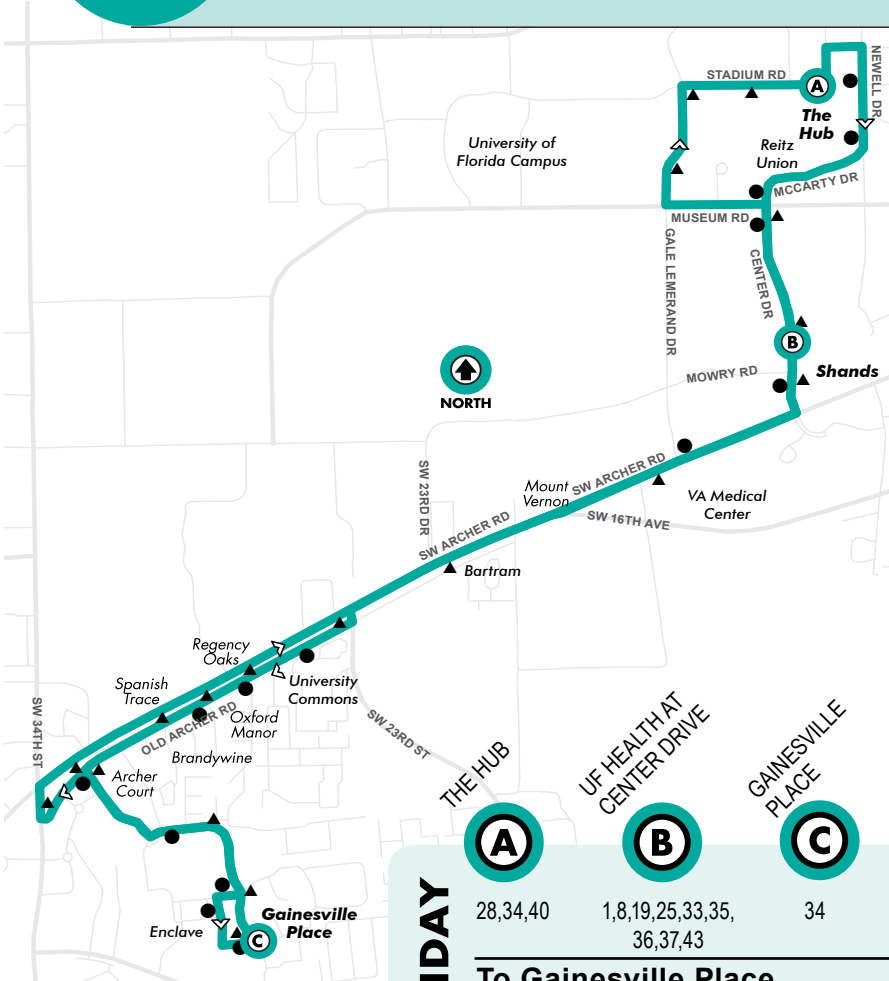 STADIUM RD
NEWELL DR
A
The
Hub
University of
Florida Campus
Reitz
Union
MCCARTY DR
MUSEUM RD
GALE LEMERAND DR
CENTER DR
B
NORTH
MOWRY RD
Shands
SW 23RD DR
SW ARCHER RD
Mount
Vernon
VA Medical
Center
SW 16TH AVE
SW ARCHER RD
Bartram
Regency
Oaks
University
Commons
Spanish
Trace
OLD ARCHER RD
Oxford
Manor
SW 34TH ST
SW 23RD ST
Brandywine
Archer
Court
Enclave
Gainesville
Place
C
THE HUB
UF HEALTH AT
CENTER DRIVE
GAINESVILLE
PLACE
A
B
C
IDAY
28,34,40
1,8,19,25,33,35,
36,37,43
34
To Gainesville Place